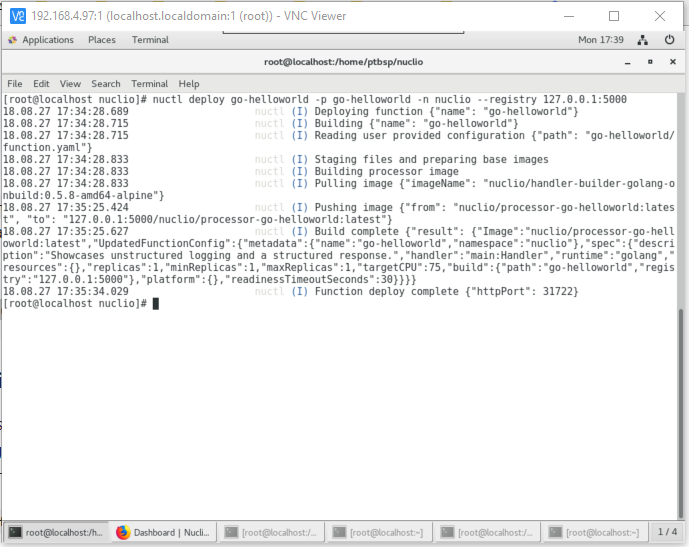 192.168.4.97:1 (localhost.localdomain:1 (root)) - VNC Viewer
Applications Places Terminal Mon 17:39
root@localhost:/home/ptbsp/nuclio
File Edit View Search Terminal Help
[root@localhost nuclio]# nuctl deploy go-helloworld -p go-helloworld -n nuclio --registry 127.0.0.1:5000
18.08.27 17:34:28.689 nuctl (I) Deploying function {"name": "go-helloworld"}
18.08.27 17:34:28.715 nuctl (I) Building {"name": "go-helloworld"}
18.08.27 17:34:28.715 nuctl (I) Reading user provided configuration {"path": "go-helloworld/
function.yaml"}
18.08.27 17:34:28.833 nuctl (I) Staging files and preparing base images
18.08.27 17:34:28.833 nuctl (I) Building processor image
18.08.27 17:34:28.833 nuctl (I) Pulling image {"imageName": "nuclio/handler-builder-golang-o
nbuild:0.5.8-amd64-alpine"}
18.08.27 17:35:25.424 nuctl (I) Pushing image {"from": "nuclio/processor-go-helloworld:lates
t", "to": "127.0.0.1:5000/nuclio/processor-go-helloworld:latest"}
18.08.27 17:35:25.627 nuctl (I) Build complete {"result": {"Image":"nuclio/processor-go-hell
oworld:latest","UpdatedFunctionConfig":{"metadata":{"name":"go-helloworld","namespace":"nuclio"},"spec":{"descri
ption":"Showcases unstructured logging and a structured response.","handler":"main:Handler","runtime":"golang","
resources":{},"replicas":1,"minReplicas":1,"maxReplicas":1,"targetCPU":75,"build":{"path":"go-helloworld","regis
try":"127.0.0.1:5000"},"platform":{},"readinessTimeoutSeconds":30}}}}
18.08.27 17:35:34.029 nuctl (I) Function deploy complete {"httpPort": 31722}
[root@localhost nuclio]#
root@localhost:/h... Dashboard | Nucli... [root@localhost:/... [root@localhost:~] [root@localhost:/... [root@localhost:~] 1 / 4